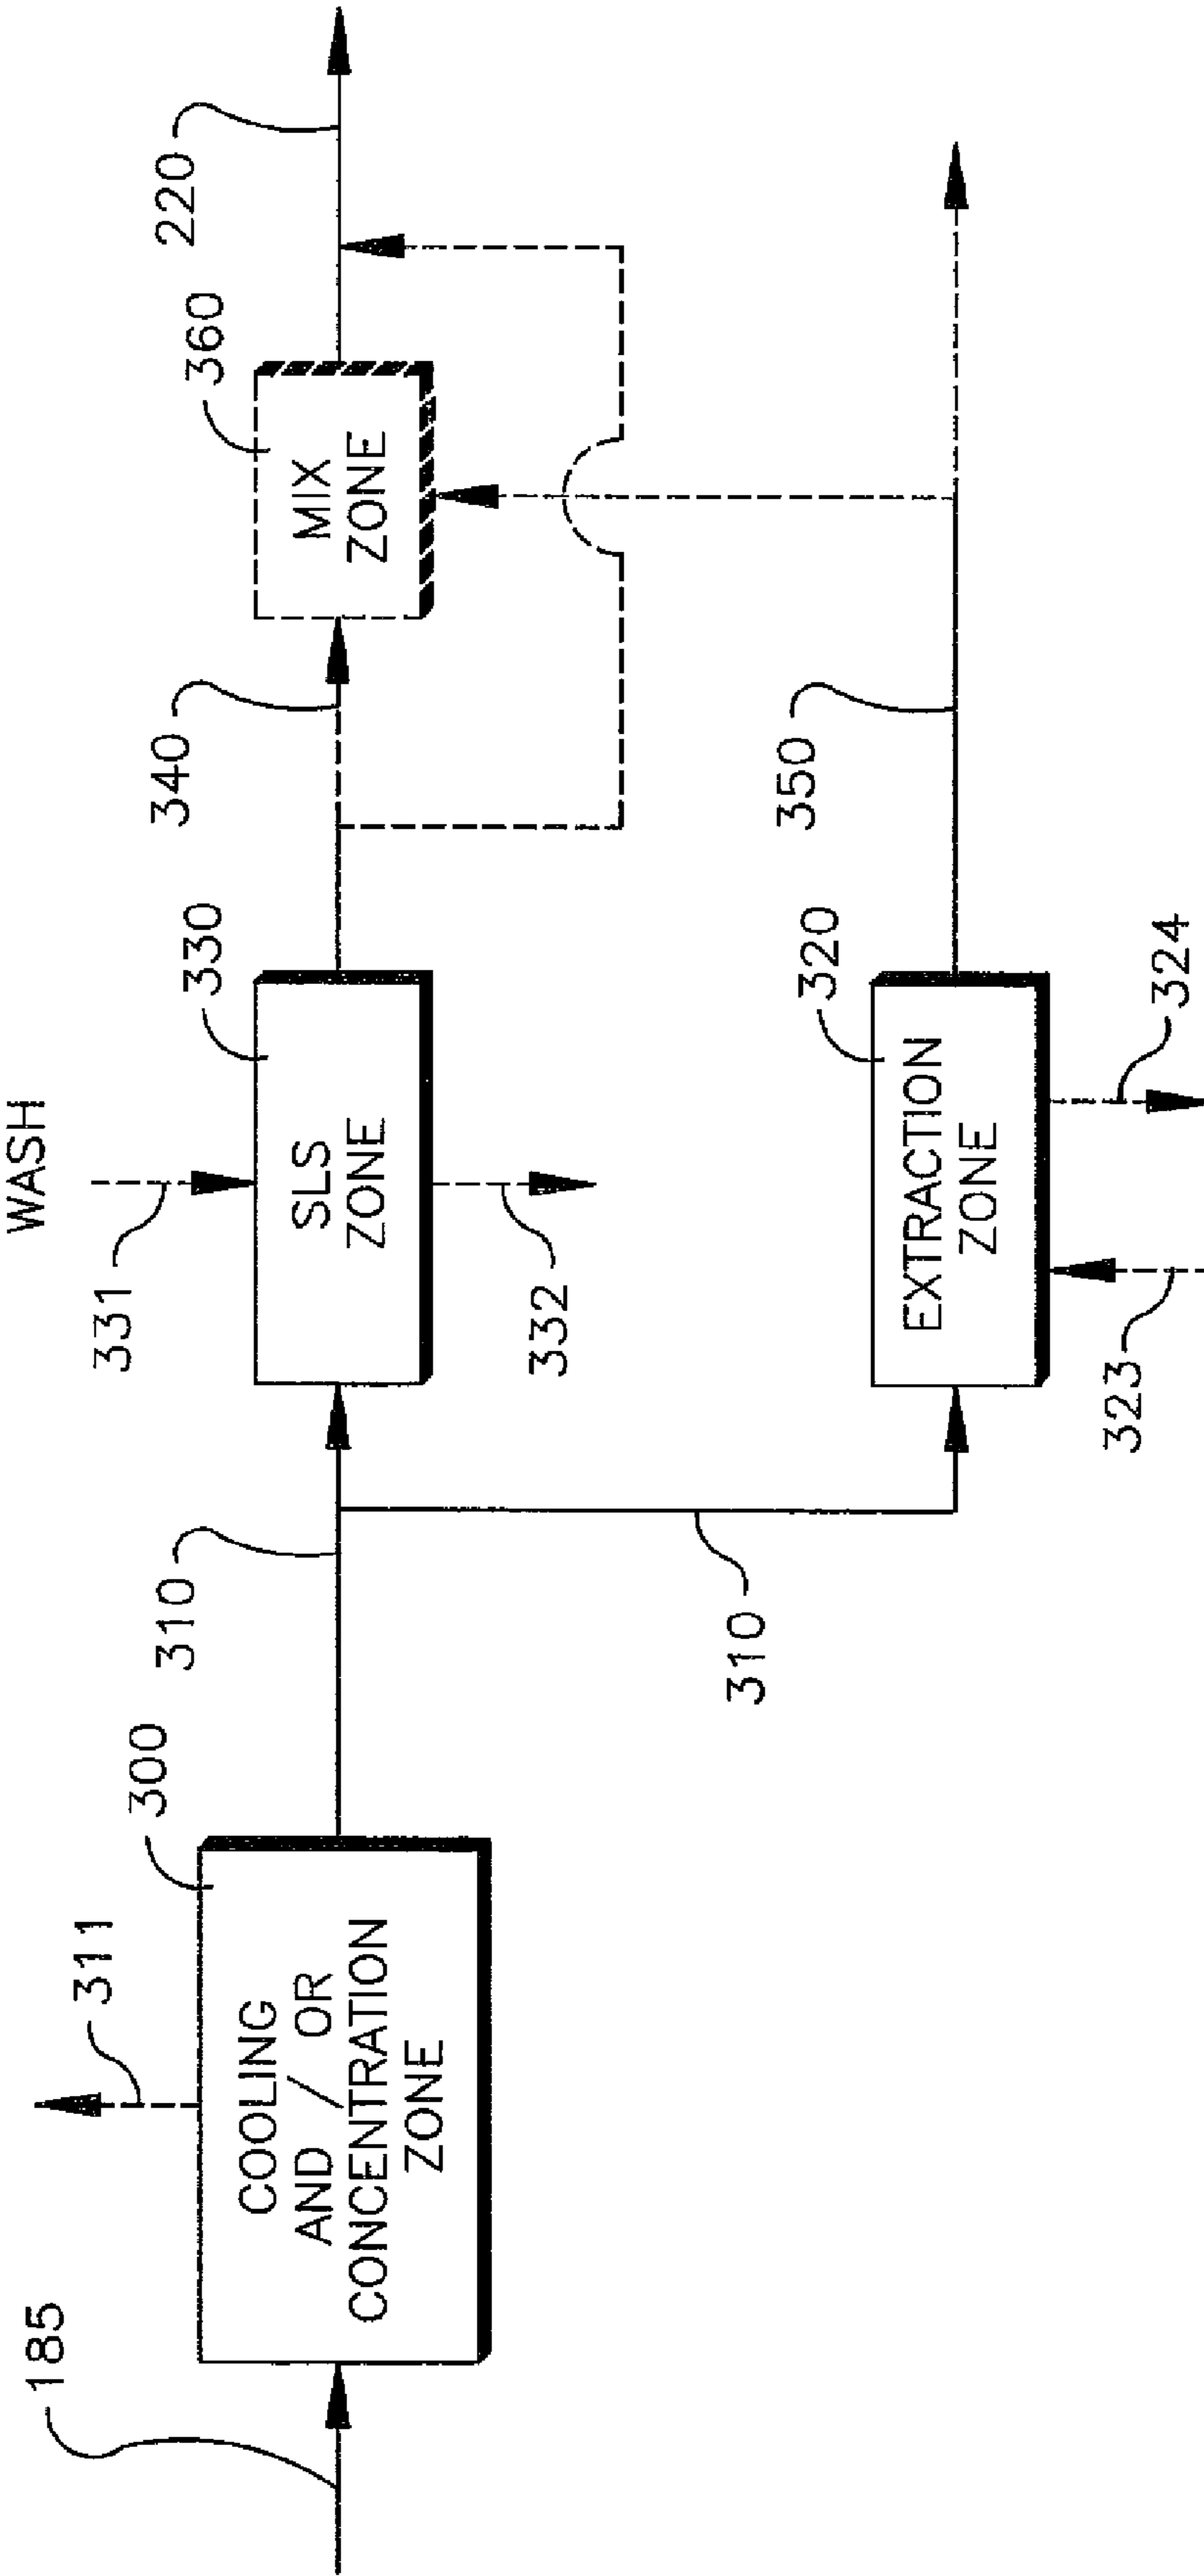 185
311
300
COOLING
AND / OR
CONCENTRATION
ZONE
310
310
WASH
331
330
SLS
ZONE
332
340
360
MIX
ZONE
220
320
EXTRACTION
ZONE
323
324
350